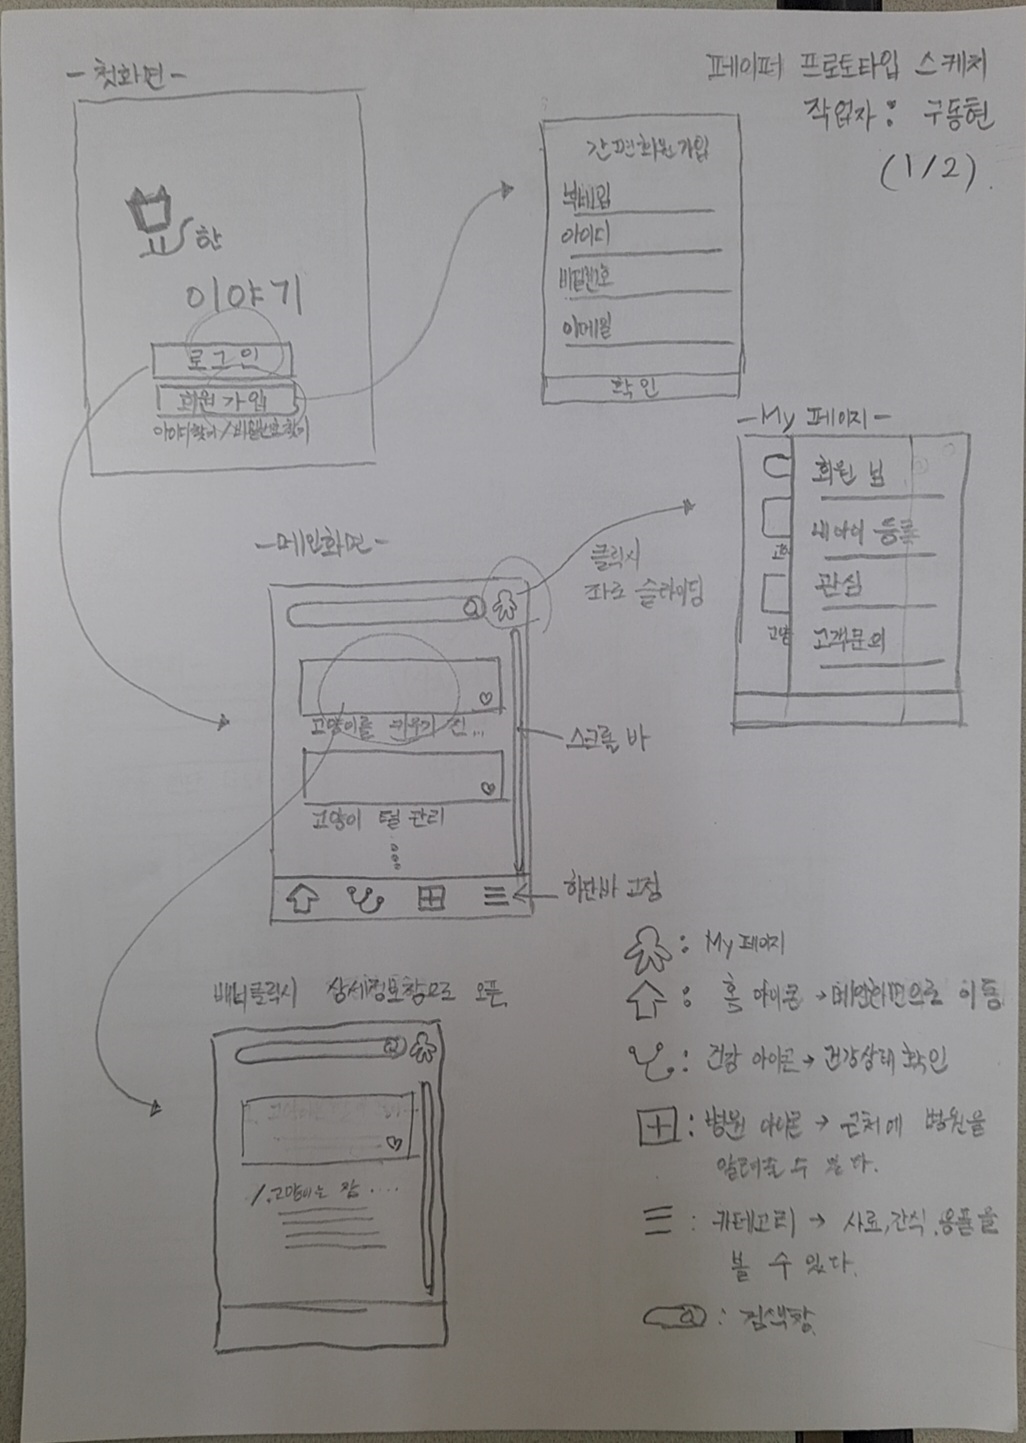 페이퍼 프로토타입 스케치
작업자 : 구동현
(1/2)
- 첫화면 -
묘한
이야기
로그인
회원가입
아이디찾기/비밀번호찾기
간편회원가입
닉네임
아이디
비밀번호
이메일
확인
- My 페이지 -
회원 님
내아이 등록
관심
고객문의
- 메인화면 -
클릭시
좌로 슬라이딩
고양이를 키우기 전...
스크롤 바
고양이 털 관리
하단바 고정
배너클릭시 상세정보창으로 오픈
1.고양이는 참 ....
: My 페이지
: 홈 아이콘 → 메인화면으로 이동
: 건강 아이콘 → 건강상태 확인
: 병원 아이콘 → 근처에 병원을
알려줄 수 있다.
: 카테고리 → 사료,간식,용품을
볼 수 있다.
: 검색창